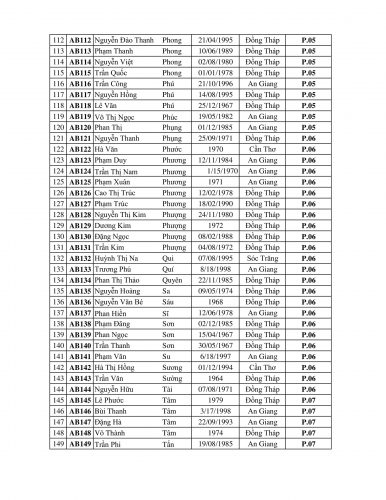 112 AB112 Nguyễn Đào Thanh Phong 21/04/1995 Đồng Tháp P.05
113 AB113 Phạm Thanh Phong 10/06/1989 Đồng Tháp P.05
114 AB114 Nguyễn Việt Phong 02/08/1980 Đồng Tháp P.05
115 AB115 Trần Quốc Phong 01/01/1978 Đồng Tháp P.05
116 AB116 Trần Công Phú 21/10/1996 An Giang P.05
117 AB117 Nguyễn Hồng Phú 14/08/1995 Đồng Tháp P.05
118 AB118 Lê Văn Phú 25/12/1967 Đồng Tháp P.05
119 AB119 Võ Thị Ngọc Phúc 19/05/1982 An Giang P.05
120 AB120 Phan Thị Phụng 01/12/1985 An Giang P.05
121 AB121 Nguyễn Thanh Phụng 25/09/1971 Đồng Tháp P.06
122 AB122 Hà Văn Phước 1970 Cần Thơ P.06
123 AB123 Phạm Duy Phương 12/11/1984 An Giang P.06
124 AB124 Trần Thị Nam Phương 1/15/1970 An Giang P.06
125 AB125 Phạm Xuân Phương 1971 An Giang P.06
126 AB126 Cao Thị Trúc Phương 12/02/1978 Đồng Tháp P.06
127 AB127 Phạm Trúc Phương 18/02/1990 Đồng Tháp P.06
128 AB128 Nguyễn Thị Kim Phượng 24/11/1980 Đồng Tháp P.06
129 AB129 Dương Kim Phượng 1972 Đồng Tháp P.06
130 AB130 Đặng Ngọc Phượng 08/02/1988 Đồng Tháp P.06
131 AB131 Trần Kim Phượng 04/08/1972 Đồng Tháp P.06
132 AB132 Huỳnh Thị Na Quí 07/08/1995 Sóc Trăng P.06
133 AB133 Trương Phú Quí 8/18/1998 An Giang P.06
134 AB134 Phan Thị Thảo Quyên 22/11/1985 Đồng Tháp P.06
135 AB135 Nguyễn Hoàng Sa 09/05/1974 Đồng Tháp P.06
136 AB136 Nguyễn Văn Bé Sáu 1968 Đồng Tháp P.06
137 AB137 Phan Hiền Sĩ 12/06/1978 An Giang P.06
138 AB138 Phạm Đăng Sơn 02/12/1985 Đồng Tháp P.06
139 AB139 Phan Ngọc Sơn 15/04/1967 Đồng Tháp P.06
140 AB140 Trần Thanh Sơn 30/05/1967 Đồng Tháp P.06
141 AB141 Phạm Văn Su 6/18/1997 An Giang P.06
142 AB142 Hà Thị Hồng Sương 01/12/1994 Cần Thơ P.06
143 AB143 Trần Văn Sường 1964 Đồng Tháp P.06
144 AB144 Nguyễn Hữu Tài 07/08/1971 Đồng Tháp P.06
145 AB145 Lê Phước Tâm 1979 Đồng Tháp P.07
146 AB146 Bùi Thanh Tâm 3/17/1998 An Giang P.07
147 AB147 Đặng Hà Tâm 22/09/1993 An Giang P.07
148 AB148 Võ Thành Tâm 1974 Đồng Tháp P.07
149 AB149 Trần Phi Tấn 19/08/1985 An Giang P.07